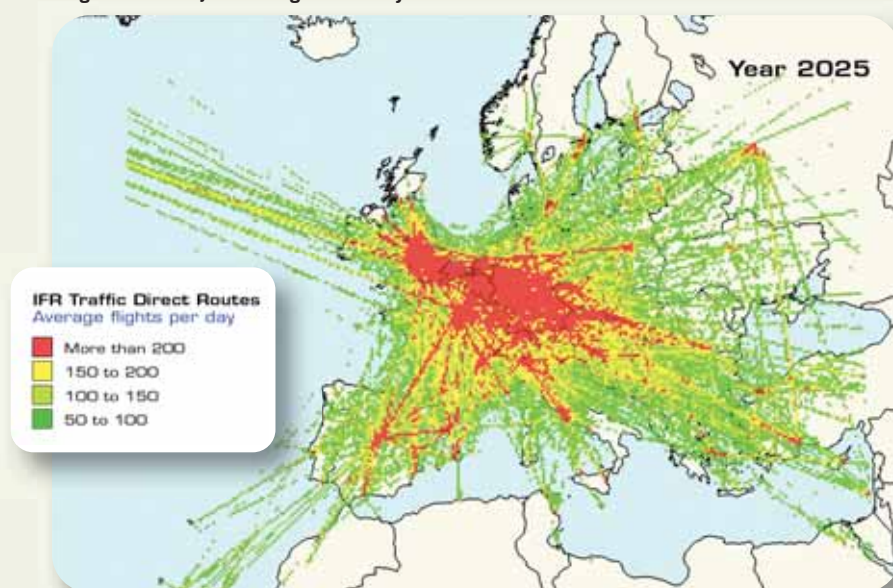 Year 2025
IFR Traffic Direct Routes
Average flights per day
More than 200
150 to 200
100 to 150
50 to 100